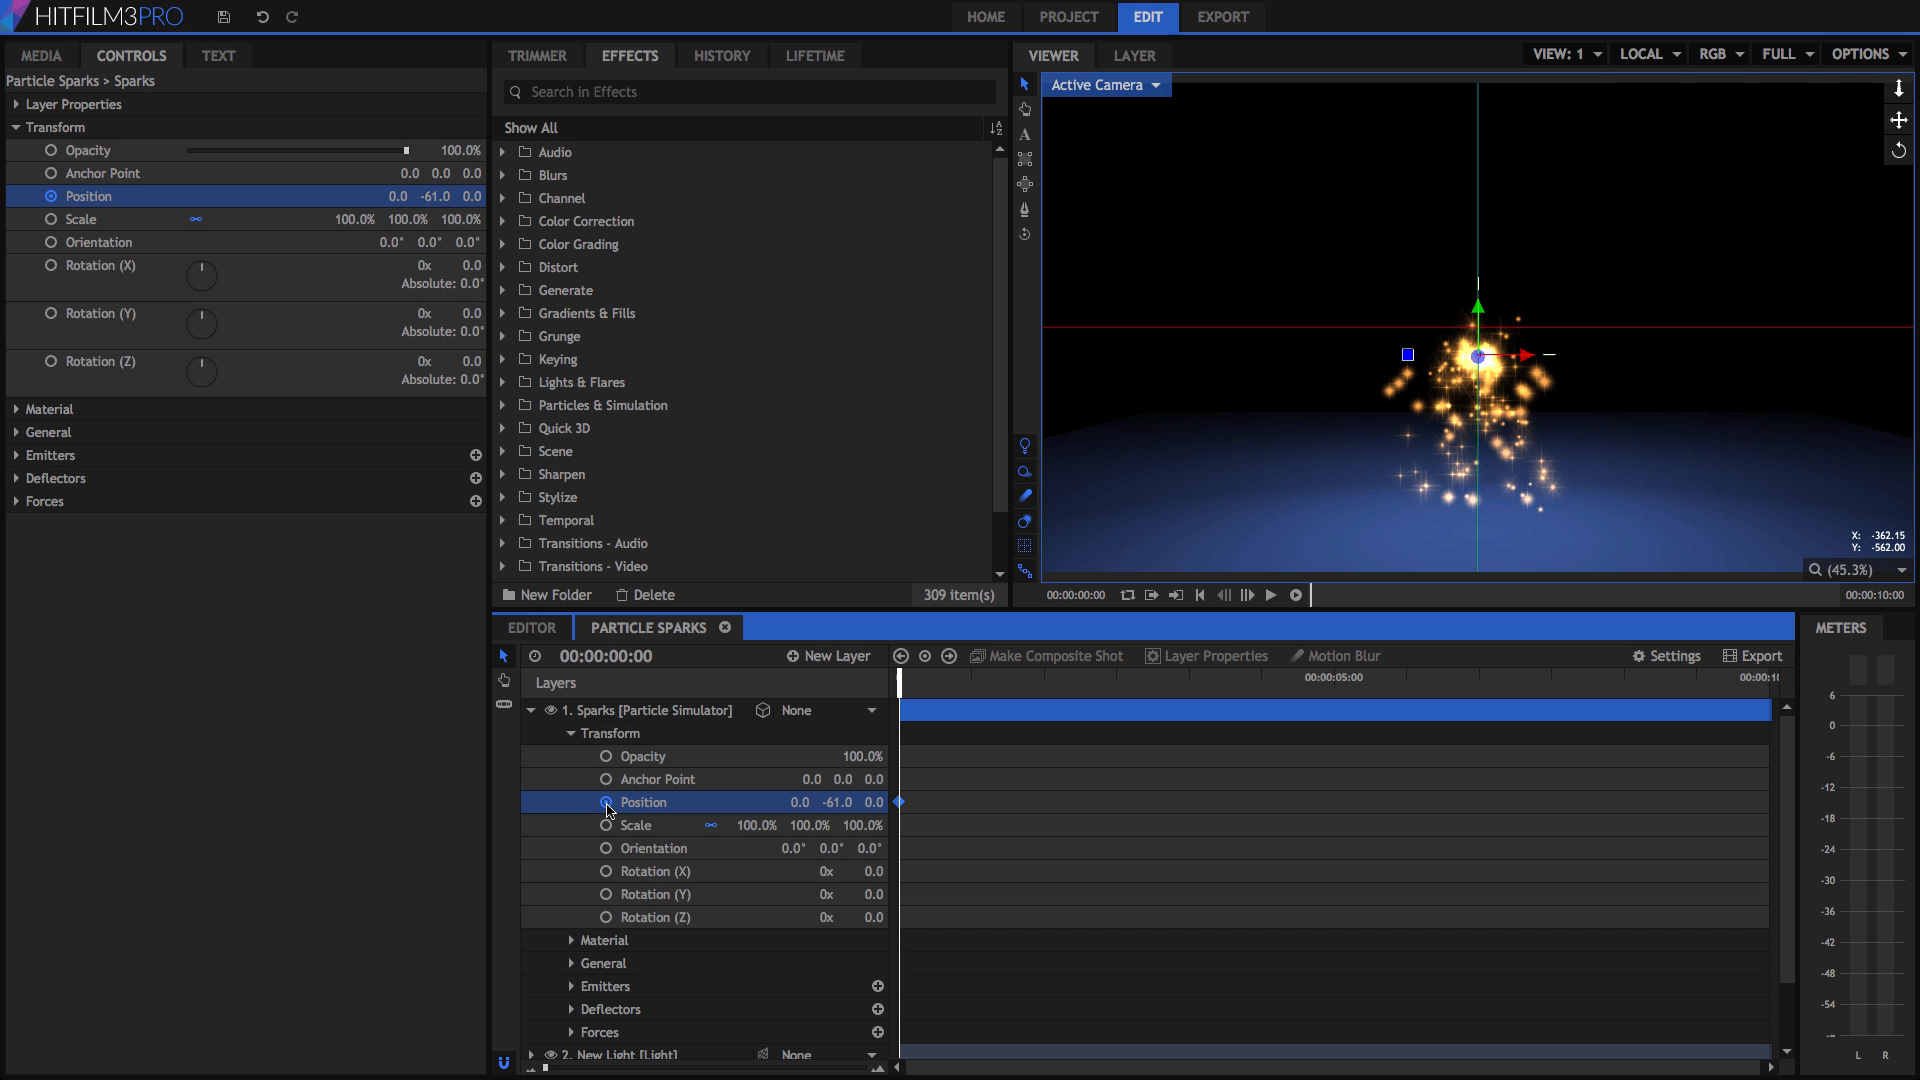 HITFILM3PRO
HOME PROJECT EDIT EXPORT
MEDIA CONTROLS TEXT
Particle Sparks > Sparks
Layer Properties
Transform
Opacity 100.0%
Anchor Point 0.0 0.0 0.0
Position 0.0 -61.0 0.0
Scale 100.0% 100.0% 100.0%
Orientation 0.0° 0.0° 0.0°
Rotation (X) 0x 0.0
Absolute: 0.0°
Rotation (Y) 0x 0.0
Absolute: 0.0°
Rotation (Z) 0x 0.0
Absolute: 0.0°
Material
General
Emitters
Deflectors
Forces
TRIMMER EFFECTS HISTORY LIFETIME
Search in Effects
Show All
Audio
Blurs
Channel
Color Correction
Color Grading
Distort
Generate
Gradients & Fills
Grunge
Keying
Lights & Flares
Particles & Simulation
Quick 3D
Scene
Sharpen
Stylize
Temporal
Transitions - Audio
Transitions - Video
New Folder Delete 309 item(s)
VIEWER LAYER VIEW: 1 LOCAL RGB FULL OPTIONS
Active Camera
X: -362.15
Y: -562.00
(45.3%)
00:00:00:00 00:00:10:00
EDITOR PARTICLE SPARKS
00:00:00:00 New Layer Make Composite Shot Layer Properties Motion Blur Settings Export
Layers 00:00:05:00 00:00:10
1. Sparks [Particle Simulator] None
Transform
Opacity 100.0%
Anchor Point 0.0 0.0 0.0
Position 0.0 -61.0 0.0
Scale 100.0% 100.0% 100.0%
Orientation 0.0° 0.0° 0.0°
Rotation (X) 0x 0.0
Rotation (Y) 0x 0.0
Rotation (Z) 0x 0.0
Material
General
Emitters
Deflectors
Forces
2. New Light [Light] None
METERS
6
0
-6
-12
-18
-24
-30
-36
-42
-48
-54
-∞
L R